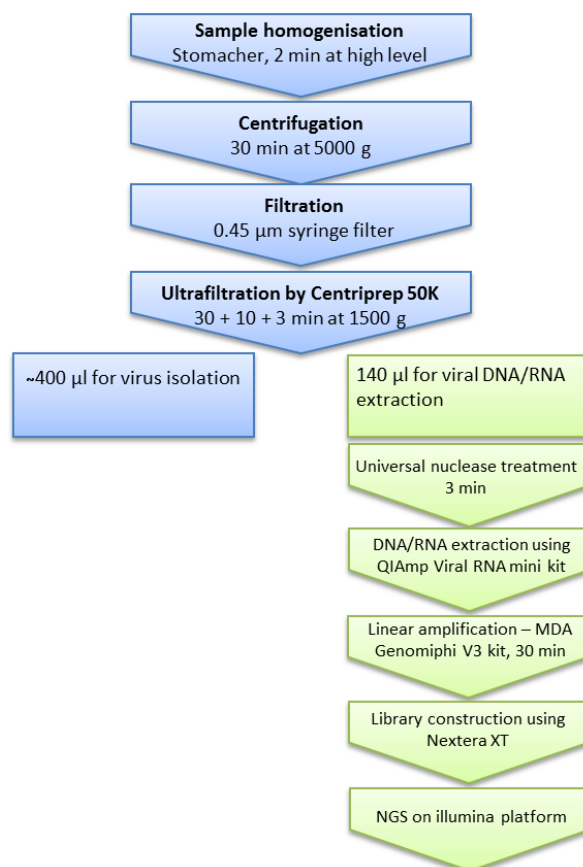 Sample homogenisation
Stomacher, 2 min at high level
Centrifugation
30 min at 5000 g
Filtration
0.45 µm syringe filter
Ultrafiltration by Centriprep 50K
30 + 10 + 3 min at 1500 g
~400 µl for virus isolation
140 µl for viral DNA/RNA
extraction
Universal nuclease treatment
3 min
DNA/RNA extraction using
QIAmp Viral RNA mini kit
Linear amplification – MDA
Genomiphi V3 kit, 30 min
Library construction using
Nextera XT
NGS on illumina platform